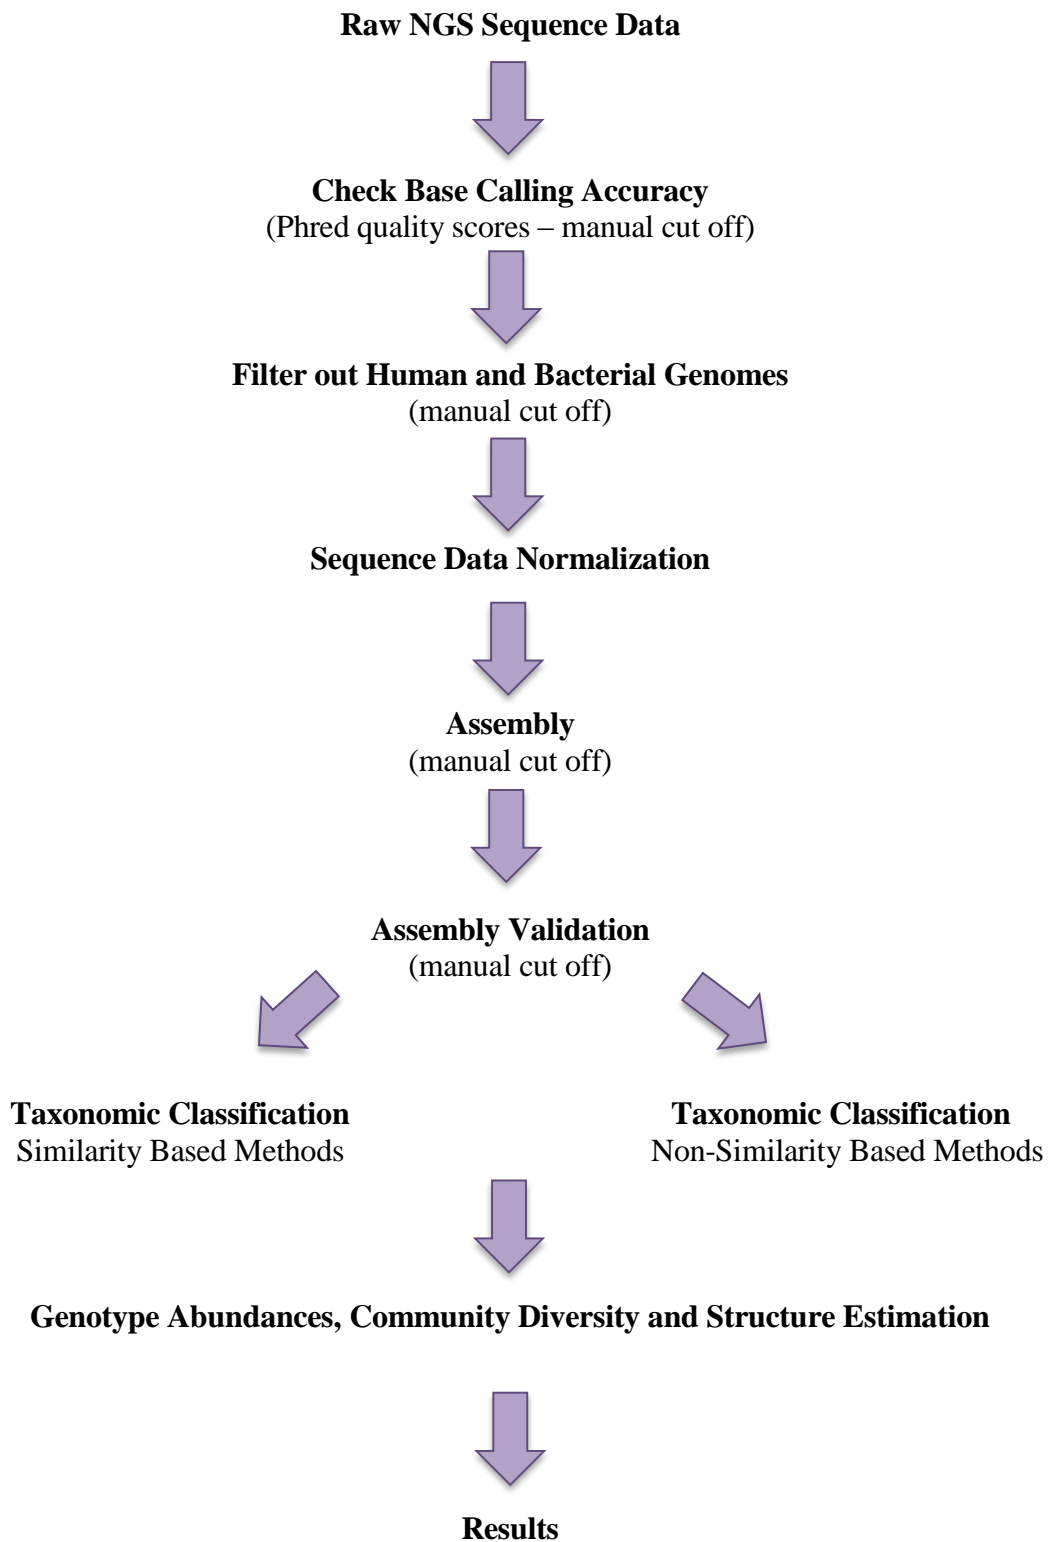 Raw NGS Sequence Data
Check Base Calling Accuracy
(Phred quality scores – manual cut off)
Filter out Human and Bacterial Genomes
(manual cut off)
Sequence Data Normalization
Assembly
(manual cut off)
Assembly Validation
(manual cut off)
Taxonomic Classification
Similarity Based Methods
Taxonomic Classification
Non-Similarity Based Methods
Genotype Abundances, Community Diversity and Structure Estimation
Results